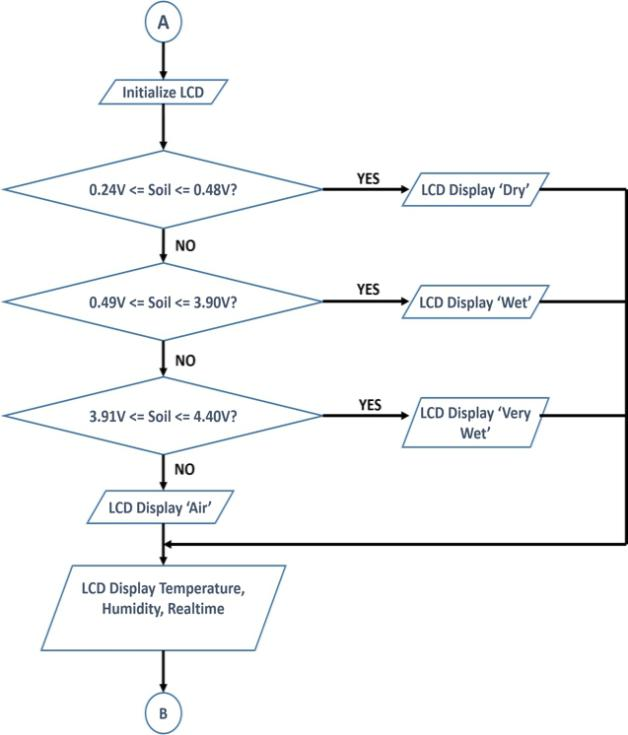 A
Initialize LCD
0.24V <= Soil <= 0.48V?
YES
LCD Display ‘Dry’
NO
0.49V <= Soil <= 3.90V?
YES
LCD Display ‘Wet’
NO
3.91V <= Soil <= 4.40V?
YES
LCD Display ‘Very
Wet’
NO
LCD Display ‘Air’
LCD Display Temperature,
Humidity, Realtime
B